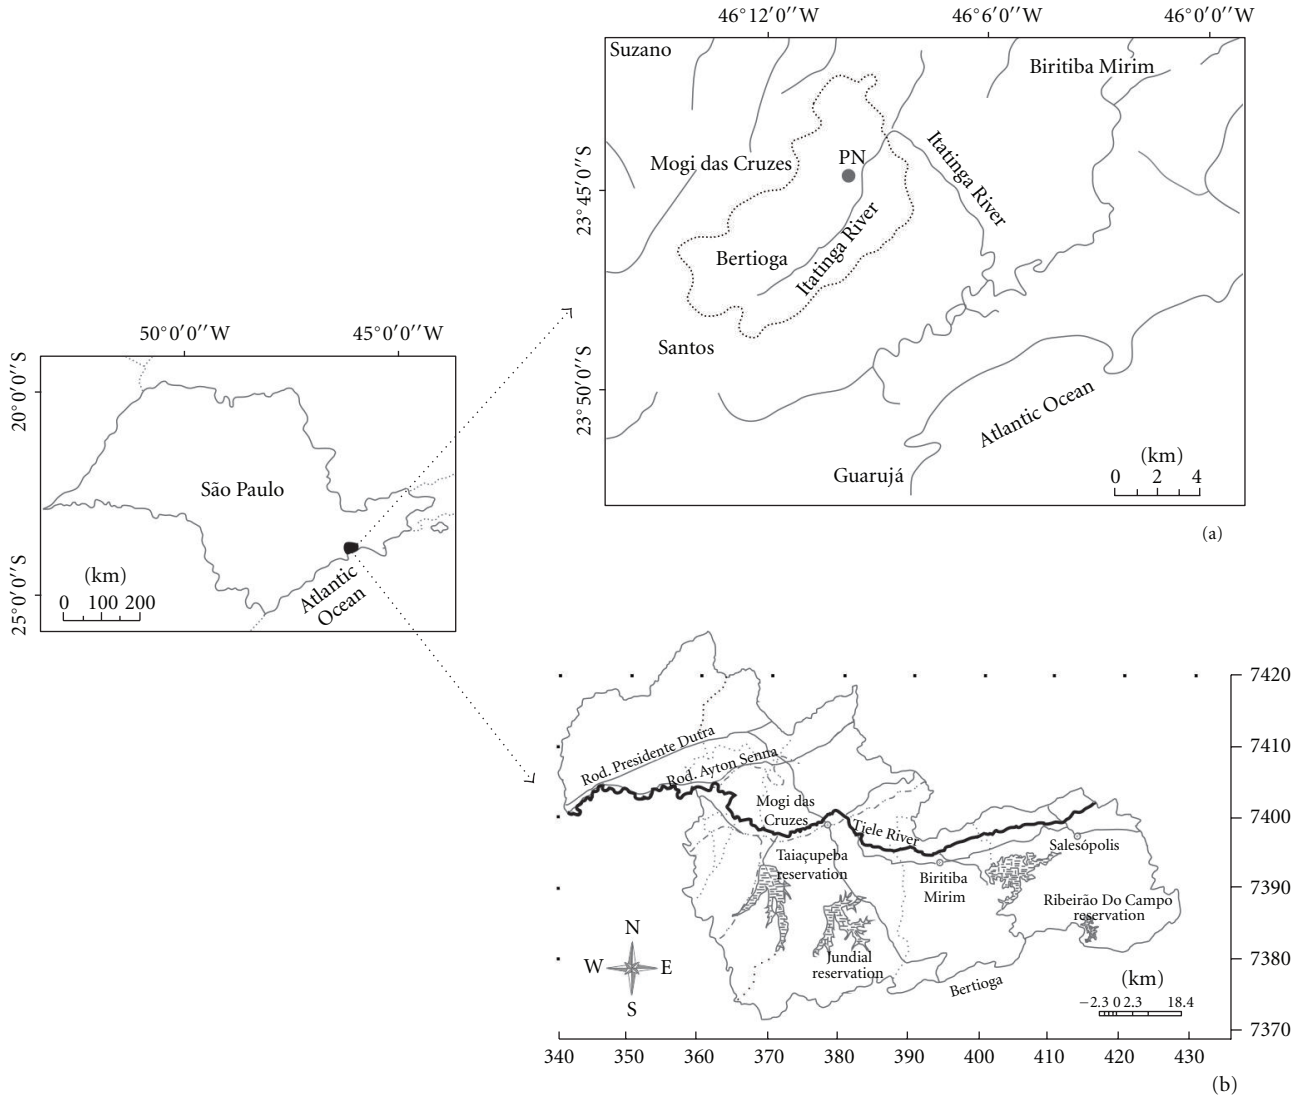 46°12′0′′W
46°6′0′′W
46°0′0′′W
Suzano
Biritiba Mirim
Mogi das Cruzes
PN
Itatinga River
23°45′0′′S
Bertioga
Itatinga River
Santos
23°50′0′′S
Atlantic Ocean
Guarujá
(km)
0 2 4
(a)
50°0′0′′W
45°0′0′′W
20°0′0′′S
São Paulo
25°0′0′′S
(km)
0 100 200
Atlantic
Ocean
7420
7410
7400
7390
7380
7370
Rod. Presidente Dutra
Rod. Ayton Senna
Mogi das
Cruzes
Tiele River
Taiaçupeba
reservation
Salesópolis
Biritiba
Mirim
Ribeirão Do Campo
reservation
Jundial
reservation
Bertioga
N
W E
S
(km)
−2.3 0 2.3 18.4
340 350 360 370 380 390 400 410 420 430
(b)